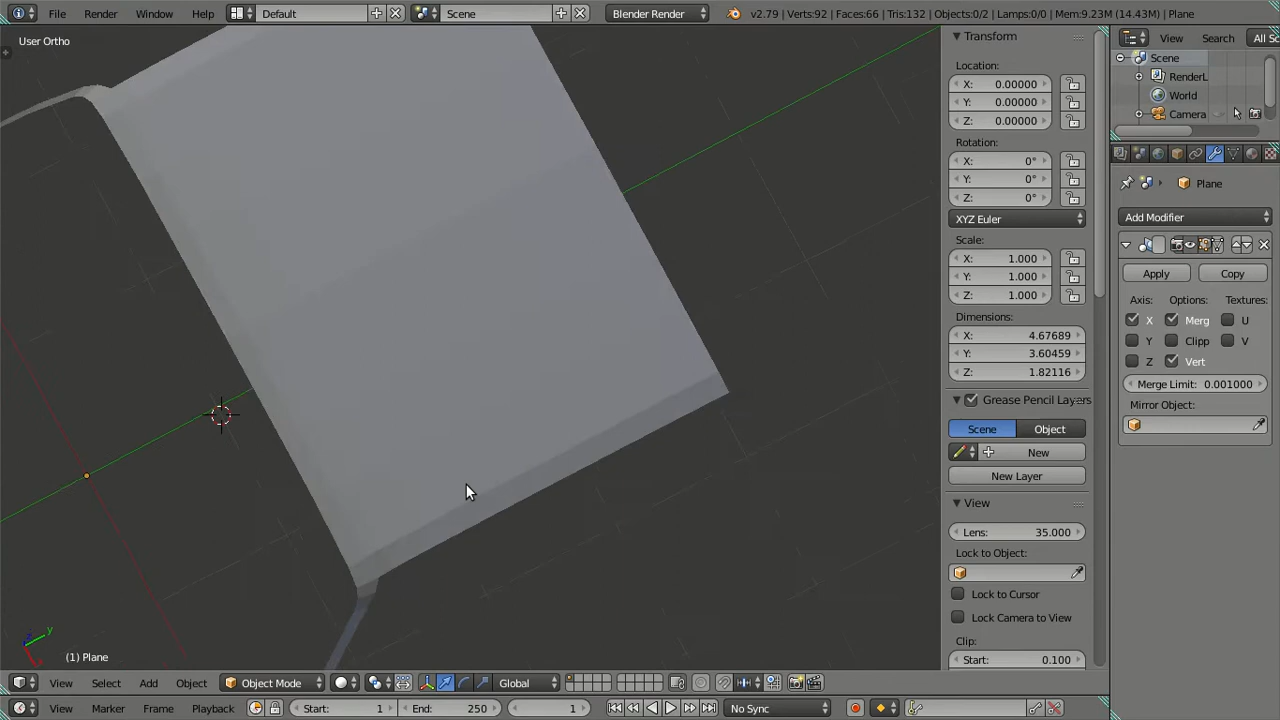 File Render Window Help Default Scene Blender Render v2.79 | Verts:92 | Faces:66 | Tris:132 | Objects:0/2 | Lamps:0/0 | Mem:9.23M (14.43M) | Plane
User Ortho
(1) Plane
Transform
Location:
X: 0.00000
Y: 0.00000
Z: 0.00000
Rotation:
X: 0°
Y: 0°
Z: 0°
XYZ Euler
Scale:
X: 1.000
Y: 1.000
Z: 1.000
Dimensions:
X: 4.67689
Y: 3.60459
Z: 1.82116
Grease Pencil Layers
Scene Object
New
New Layer
View
Lens: 35.000
Lock to Object:
Lock to Cursor
Lock Camera to View
Clip:
Start: 0.100
View Search All Sc
Scene
RenderL
World
Camera
Plane
Add Modifier
Apply Copy
Axis: Options: Textures:
X Merg U
Y Clipp V
Z Vert
Merge Limit: 0.001000
Mirror Object:
View Select Add Object Object Mode Global
View Marker Frame Playback Start: 1 End: 250 1 No Sync